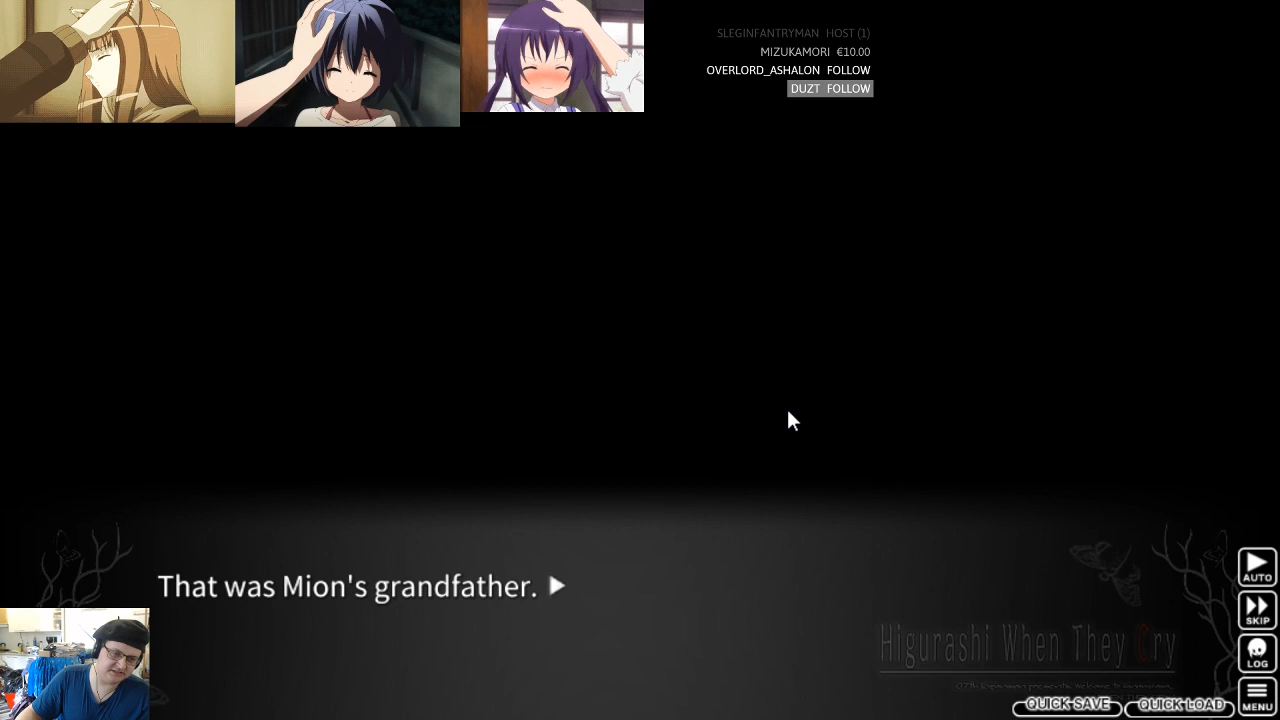 SLEGINFANTRYMAN HOST (1)
MIZUKAMORI €10.00
OVERLORD_ASHALON FOLLOW
DUZT FOLLOW
That was Mion's grandfather.
AUTO
SKIP
LOG
MENU
Higurashi When They Cry
QUICK SAVE
QUICK LOAD